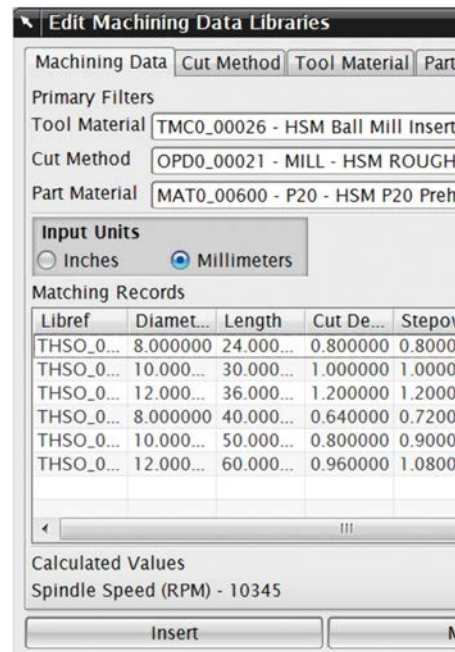 Edit Machining Data Libraries
Machining Data Cut Method Tool Material Part
Primary Filters
Tool Material TMC0_00026 - HSM Ball Mill Insert
Cut Method OPD0_00021 - MILL - HSM ROUGH
Part Material MAT0_00600 - P20 - HSM P20 Preh
Input Units
Inches Millimeters
Matching Records
Libref Diamet... Length Cut De... Stepov
THSO_0... 8.000000 24.000... 0.800000 0.8000
THSO_0... 10.000... 30.000... 1.000000 1.0000
THSO_0... 12.000... 36.000... 1.200000 1.2000
THSO_0... 8.000000 40.000... 0.640000 0.7200
THSO_0... 10.000... 50.000... 0.800000 0.9000
THSO_0... 12.000... 60.000... 0.960000 1.0800
Calculated Values
Spindle Speed (RPM) - 10345
Insert